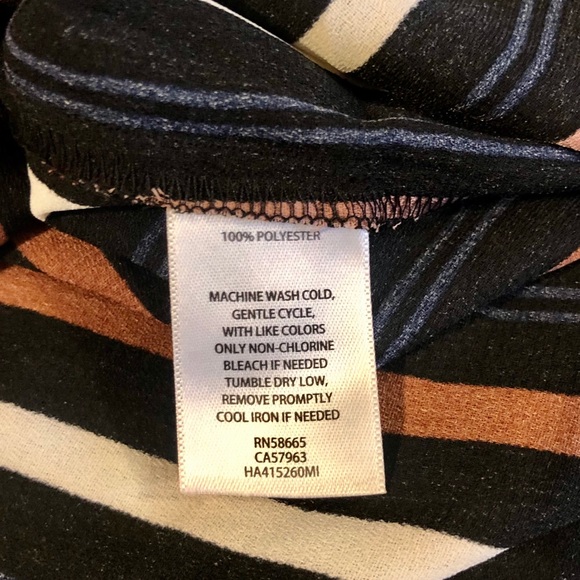 100% POLYESTER
MACHINE WASH COLD,
GENTLE CYCLE,
WITH LIKE COLORS
ONLY NON-CHLORINE
BLEACH IF NEEDED
TUMBLE DRY LOW,
REMOVE PROMPTLY
COOL IRON IF NEEDED
RN58665
CA57963
HA415260MI